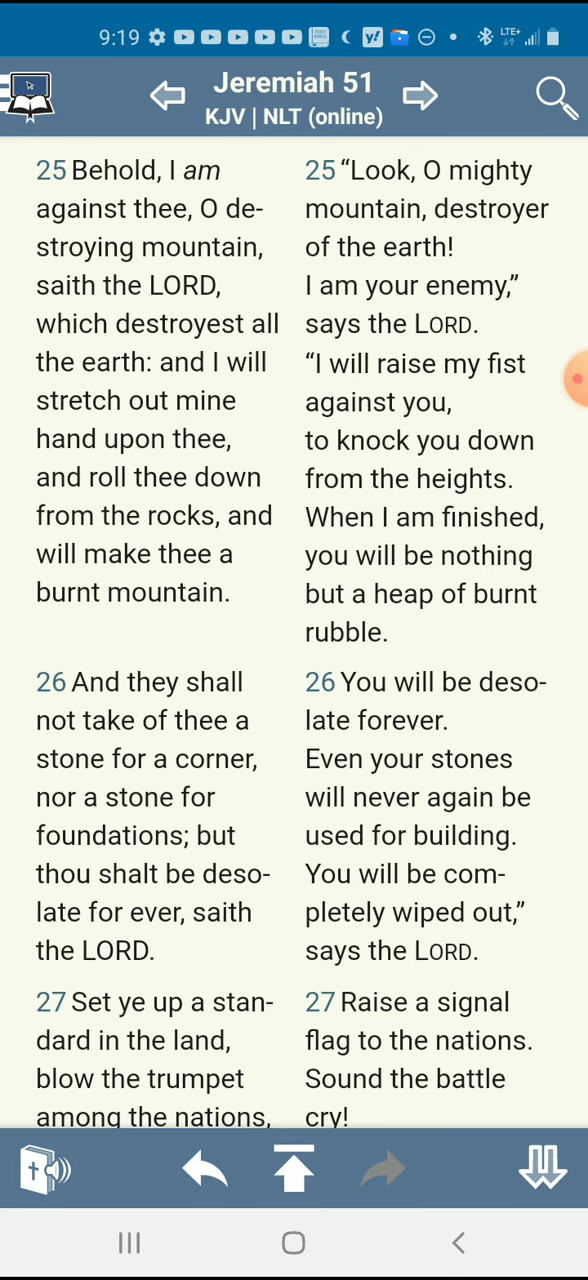 9:19
LTE+
Jeremiah 51
KJV | NLT (online)
25 Behold, I am
against thee, O de-
stroying mountain,
saith the LORD,
which destroyest all
the earth: and I will
stretch out mine
hand upon thee,
and roll thee down
from the rocks, and
will make thee a
burnt mountain.
25 “Look, O mighty
mountain, destroyer
of the earth!
I am your enemy,”
says the LORD.
“I will raise my fist
against you,
to knock you down
from the heights.
When I am finished,
you will be nothing
but a heap of burnt
rubble.
26 And they shall
not take of thee a
stone for a corner,
nor a stone for
foundations; but
thou shalt be deso-
late for ever, saith
the LORD.
26 You will be deso-
late forever.
Even your stones
will never again be
used for building.
You will be com-
pletely wiped out,”
says the LORD.
27 Set ye up a stan-
dard in the land,
blow the trumpet
among the nations,
27 Raise a signal
flag to the nations.
Sound the battle
cry!